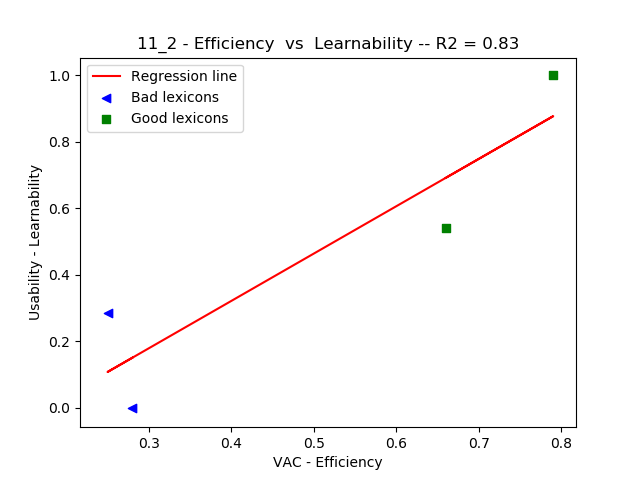 11_2 - Efficiency  vs  Learnability -- R2 = 0.83
Regression line
Bad lexicons
Good lexicons
1.0
0.8
0.6
0.4
0.2
0.0
Usability - Learnability
0.3 0.4 0.5 0.6 0.7 0.8
VAC - Efficiency